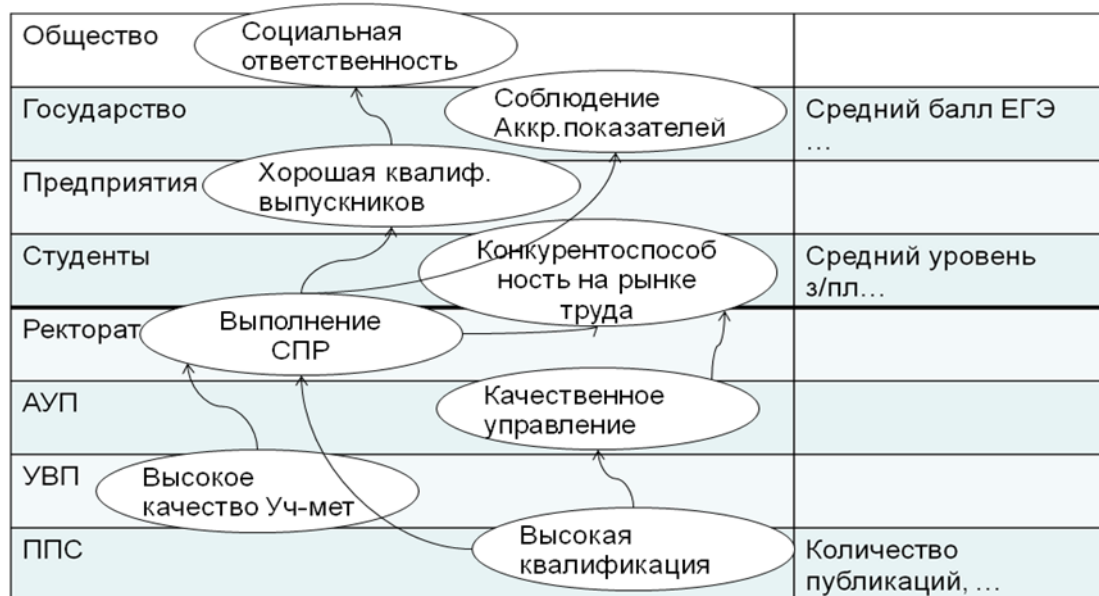 Общество
Социальная
ответственность
Государство
Соблюдение
Аккр.показателей
Средний балл ЕГЭ
…
Предприятия
Хорошая квалиф.
выпускников
Студенты
Конкурентоспособ
ность на рынке
труда
Средний уровень
з/пл…
Ректорат
Выполнение
СПР
АУП
Качественное
управление
УВП
Высокое
качество Уч-мет
ППС
Высокая
квалификация
Количество
публикаций, …